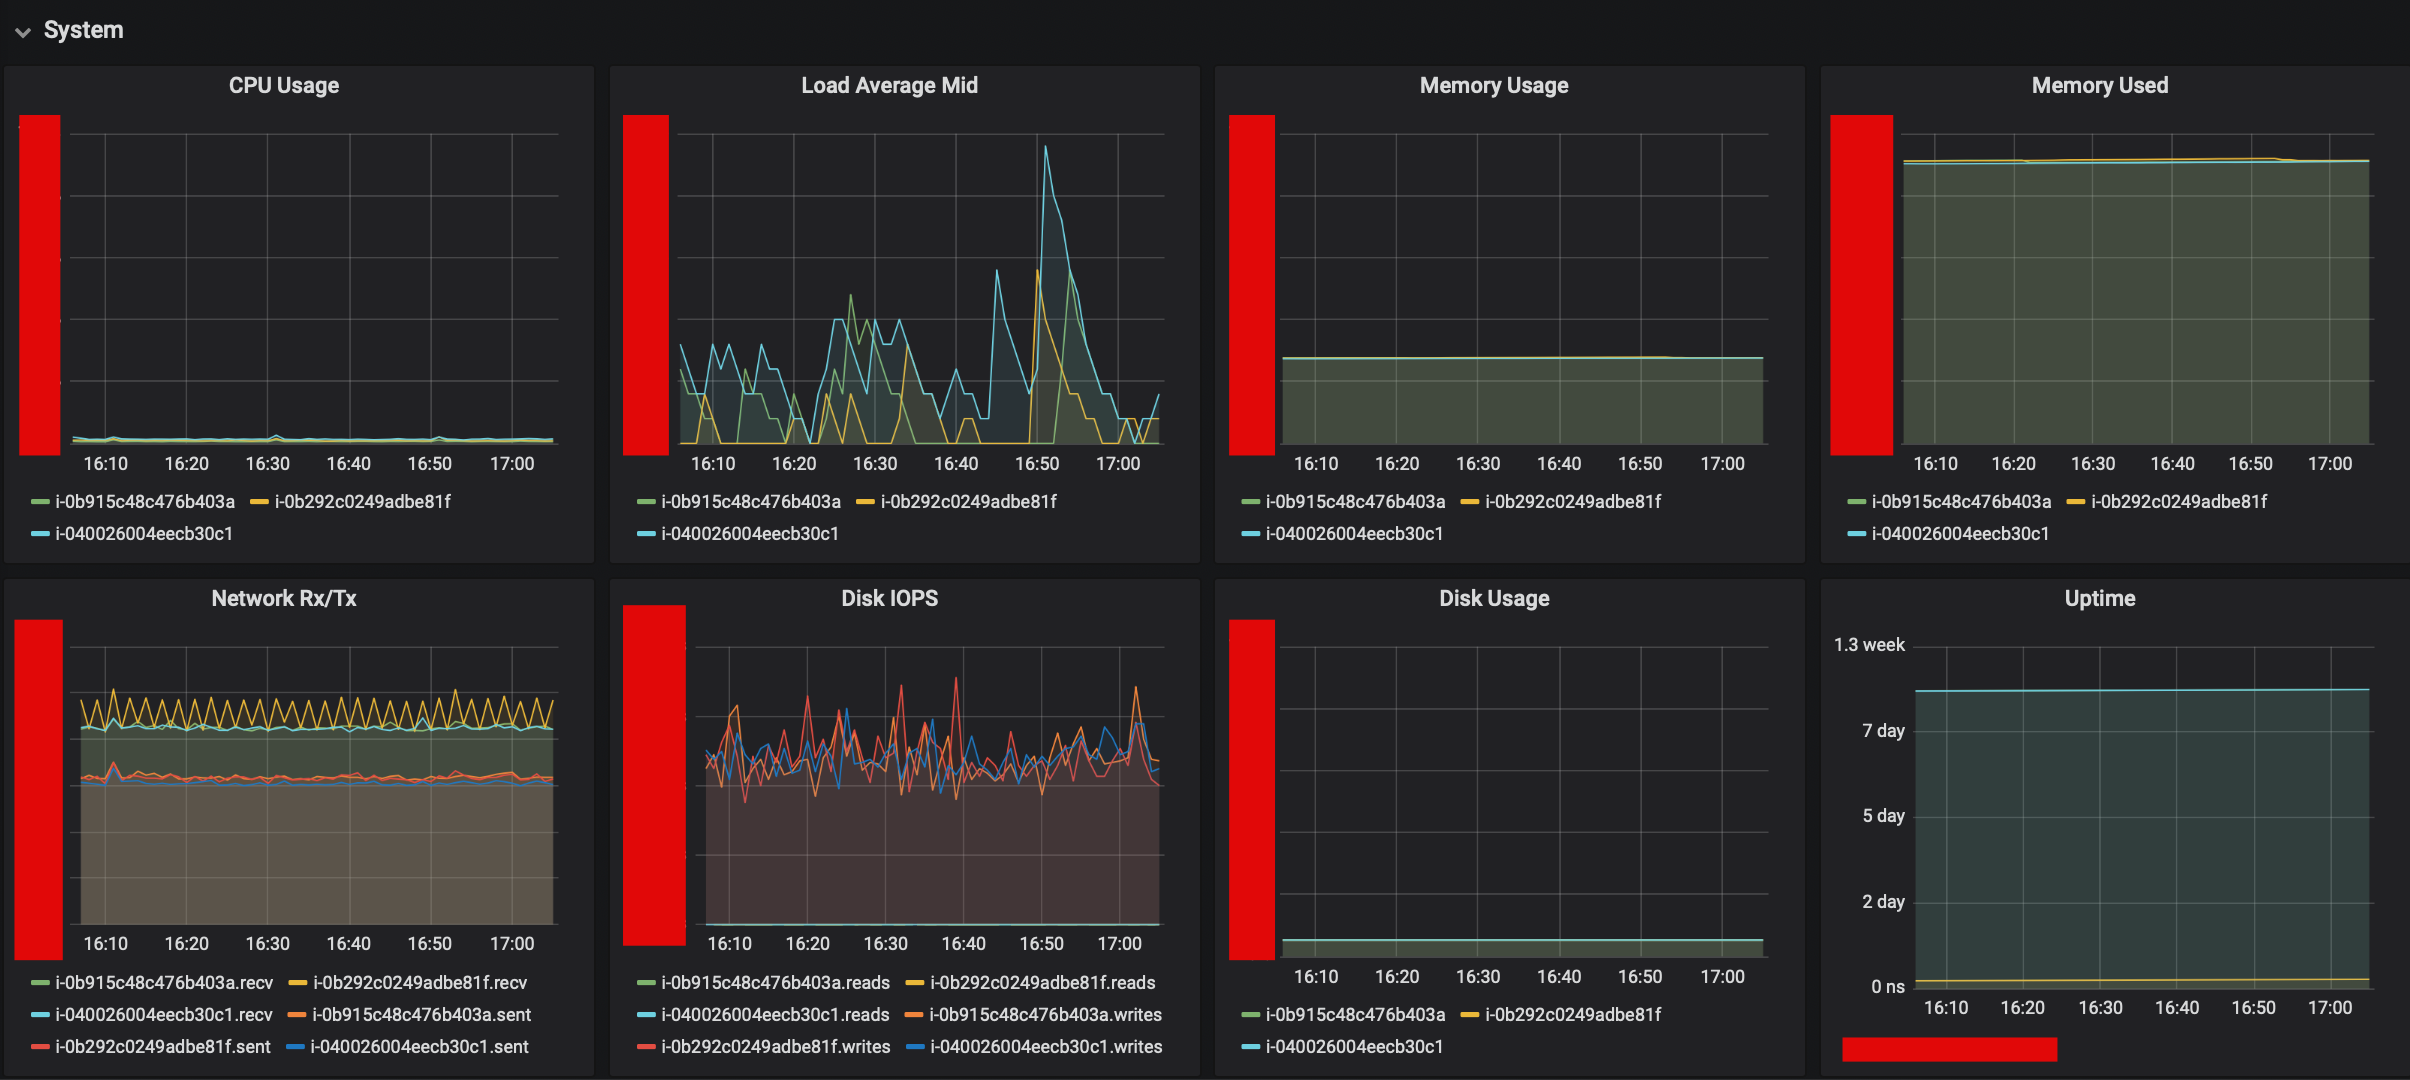 System
CPU Usage
16:10 16:20 16:30 16:40 16:50 17:00
i-0b915c48c476b403a i-0b292c0249adbe81f
i-040026004eecb30c1
Load Average Mid
16:10 16:20 16:30 16:40 16:50 17:00
i-0b915c48c476b403a i-0b292c0249adbe81f
i-040026004eecb30c1
Memory Usage
16:10 16:20 16:30 16:40 16:50 17:00
i-0b915c48c476b403a i-0b292c0249adbe81f
i-040026004eecb30c1
Memory Used
16:10 16:20 16:30 16:40 16:50 17:00
i-0b915c48c476b403a i-0b292c0249adbe81f
i-040026004eecb30c1
Network Rx/Tx
16:10 16:20 16:30 16:40 16:50 17:00
i-0b915c48c476b403a.recv i-0b292c0249adbe81f.recv
i-040026004eecb30c1.recv i-0b915c48c476b403a.sent
i-0b292c0249adbe81f.sent i-040026004eecb30c1.sent
Disk IOPS
16:10 16:20 16:30 16:40 16:50 17:00
i-0b915c48c476b403a.reads i-0b292c0249adbe81f.reads
i-040026004eecb30c1.reads i-0b915c48c476b403a.writes
i-0b292c0249adbe81f.writes i-040026004eecb30c1.writes
Disk Usage
16:10 16:20 16:30 16:40 16:50 17:00
i-0b915c48c476b403a i-0b292c0249adbe81f
i-040026004eecb30c1
Uptime
1.3 week
7 day
5 day
2 day
0 ns
16:10 16:20 16:30 16:40 16:50 17:00